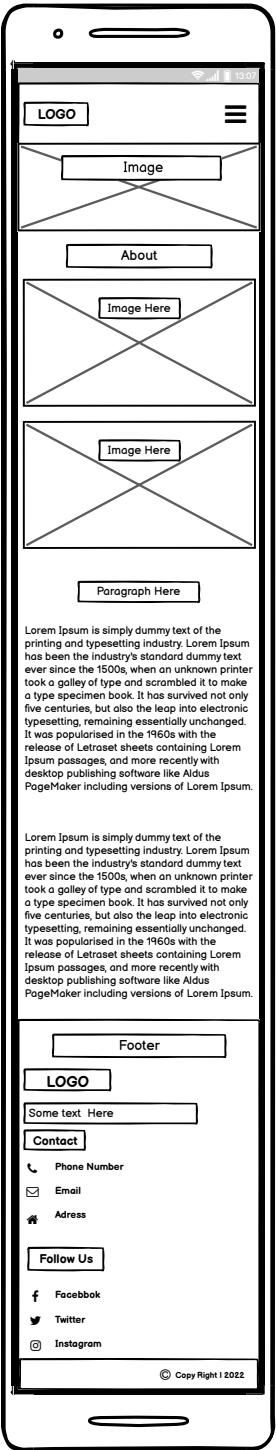 13:07
LOGO
Image
About
Image Here
Image Here
Paragraph Here
Lorem Ipsum is simply dummy text of the
printing and typesetting industry. Lorem Ipsum
has been the industry's standard dummy text
ever since the 1500s, when an unknown printer
took a galley of type and scrambled it to make
a type specimen book. It has survived not only
five centuries, but also the leap into electronic
typesetting, remaining essentially unchanged.
It was popularised in the 1960s with the
release of Letraset sheets containing Lorem
Ipsum passages, and more recently with
desktop publishing software like Aldus
PageMaker including versions of Lorem Ipsum.
Lorem Ipsum is simply dummy text of the
printing and typesetting industry. Lorem Ipsum
has been the industry's standard dummy text
ever since the 1500s, when an unknown printer
took a galley of type and scrambled it to make
a type specimen book. It has survived not only
five centuries, but also the leap into electronic
typesetting, remaining essentially unchanged.
It was popularised in the 1960s with the
release of Letraset sheets containing Lorem
Ipsum passages, and more recently with
desktop publishing software like Aldus
PageMaker including versions of Lorem Ipsum.
Footer
LOGO
Some text Here
Contact
Phone Number
Email
Adress
Follow Us
Facebbok
Twitter
Instagram
© Copy Right I 2022